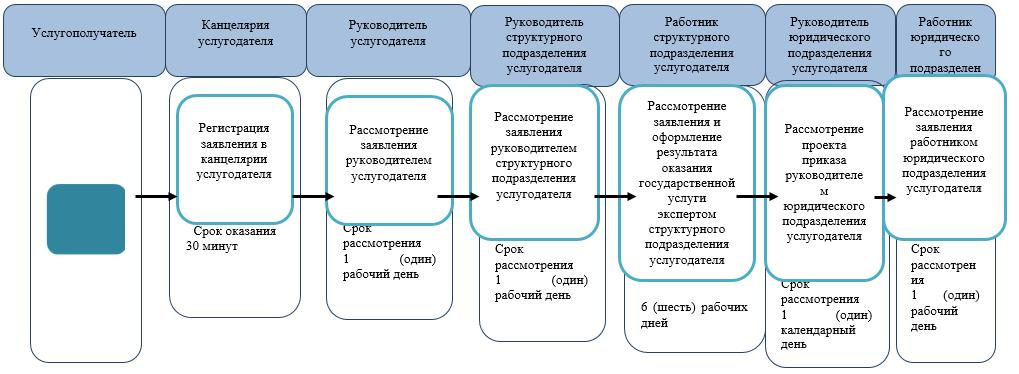 Услугополучатель
Канцелярия
услугодателя
Руководитель
услугодателя
Руководитель
структурного
подразделения
услугодателя
Работник
структурного
подразделения
услугодателя
Руководитель
юридического
подразделения
услугодателя
Работник
юридическо
го
подразделен
Регистрация
заявления в
канцелярии
услугодателя
Срок оказания
30 минут
Рассмотрение
заявления
руководителем
услугодателя
Срок
рассмотрения
1 (один)
рабочий день
Рассмотрение
заявления
руководителем
структурного
подразделения
услугодателя
Срок
рассмотрения
1 (один)
рабочий день
Рассмотрение
заявления и
оформление
результата
оказания
государственной
услуги
экспертом
структурного
подразделения
услугодателя
6 (шесть) рабочих
дней
Рассмотрение
проекта
приказа
руководителе
м
юридического
подразделения
услугодателя
Срок
рассмотрения
1 (один)
календарный
день
Рассмотрение
заявления
работником
юридического
подразделения
услугодателя
Срок
рассмотрен
ия
1 (один)
рабочий
день